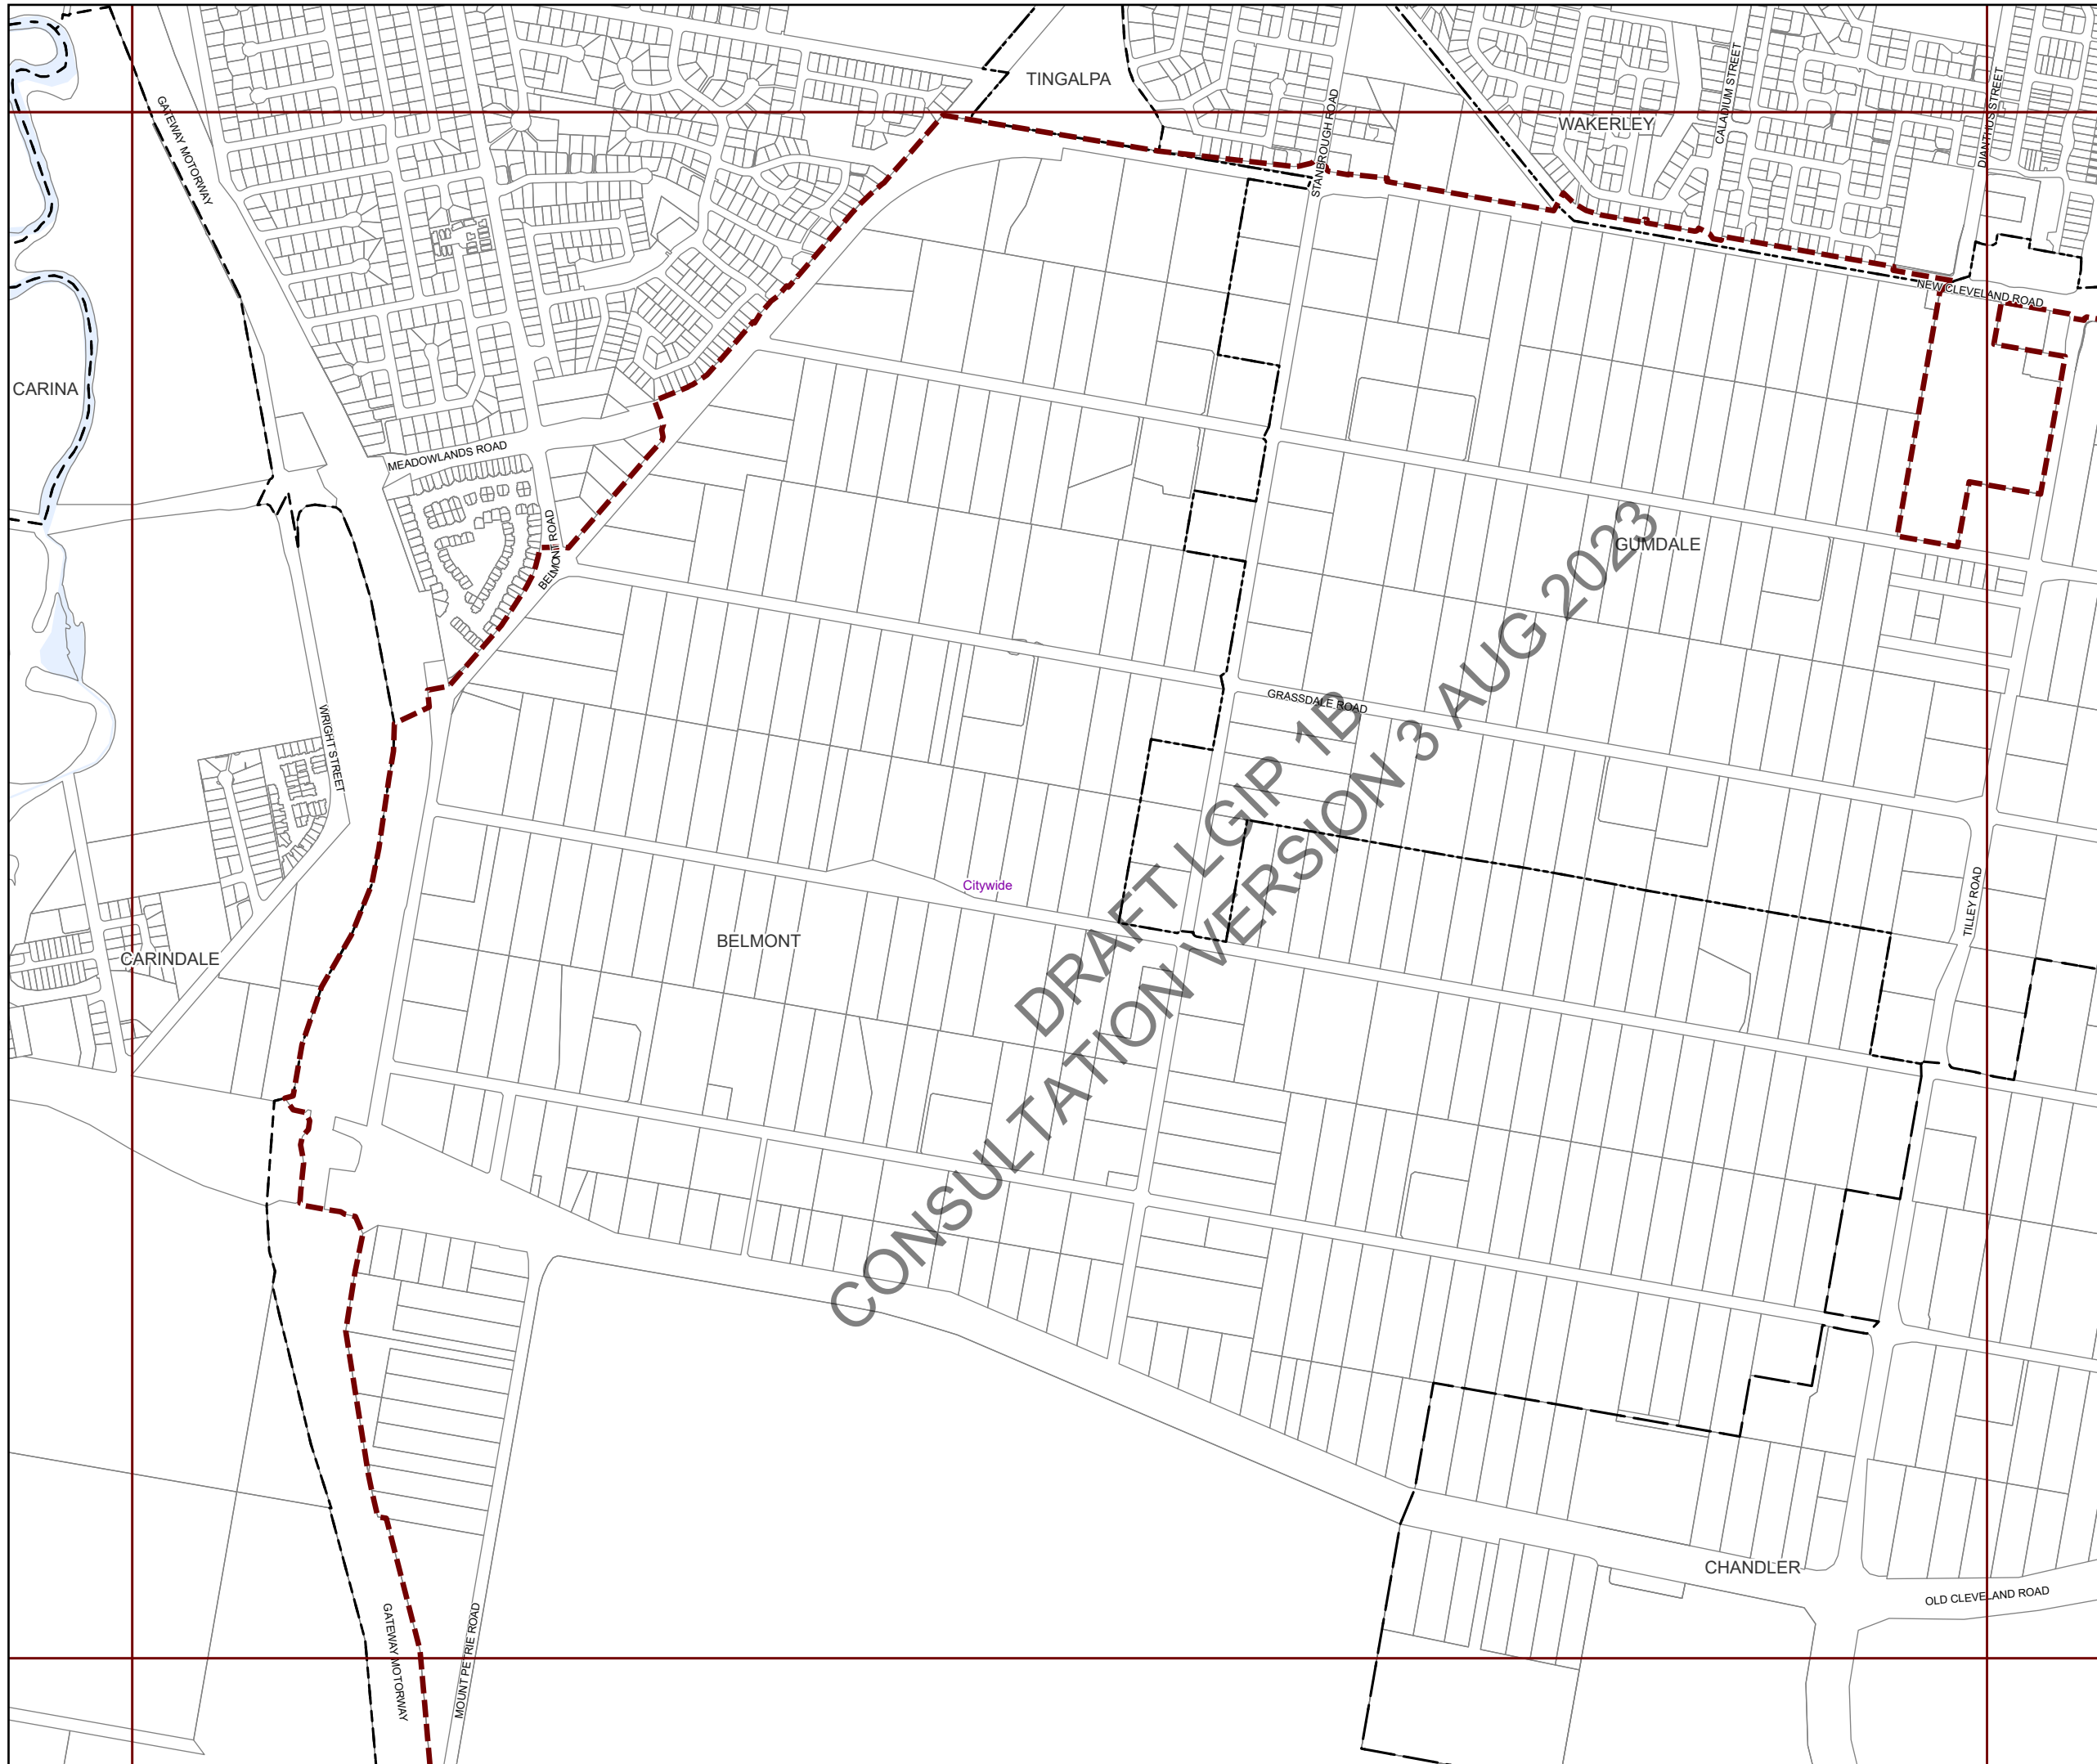 TINGALPA
WAKERLEY
CALADIUM STREET
DIANTHUS STREET
GATEWAY MOTORWAY
STANBROUGH ROAD
NEW CLEVELAND ROAD
CARINA
MEADOWLANDS ROAD
BELMONT ROAD
GUMDALE
GRASSDALE ROAD
WRIGHT STREET
DRAFT LGIP 1B
CONSULTATION VERSION 3 AUG 2023
Citywide
BELMONT
CARINDALE
TILLEY ROAD
CHANDLER
OLD CLEVELAND ROAD
GATEWAY MOTORWAY
MOUNT PETRIE ROAD